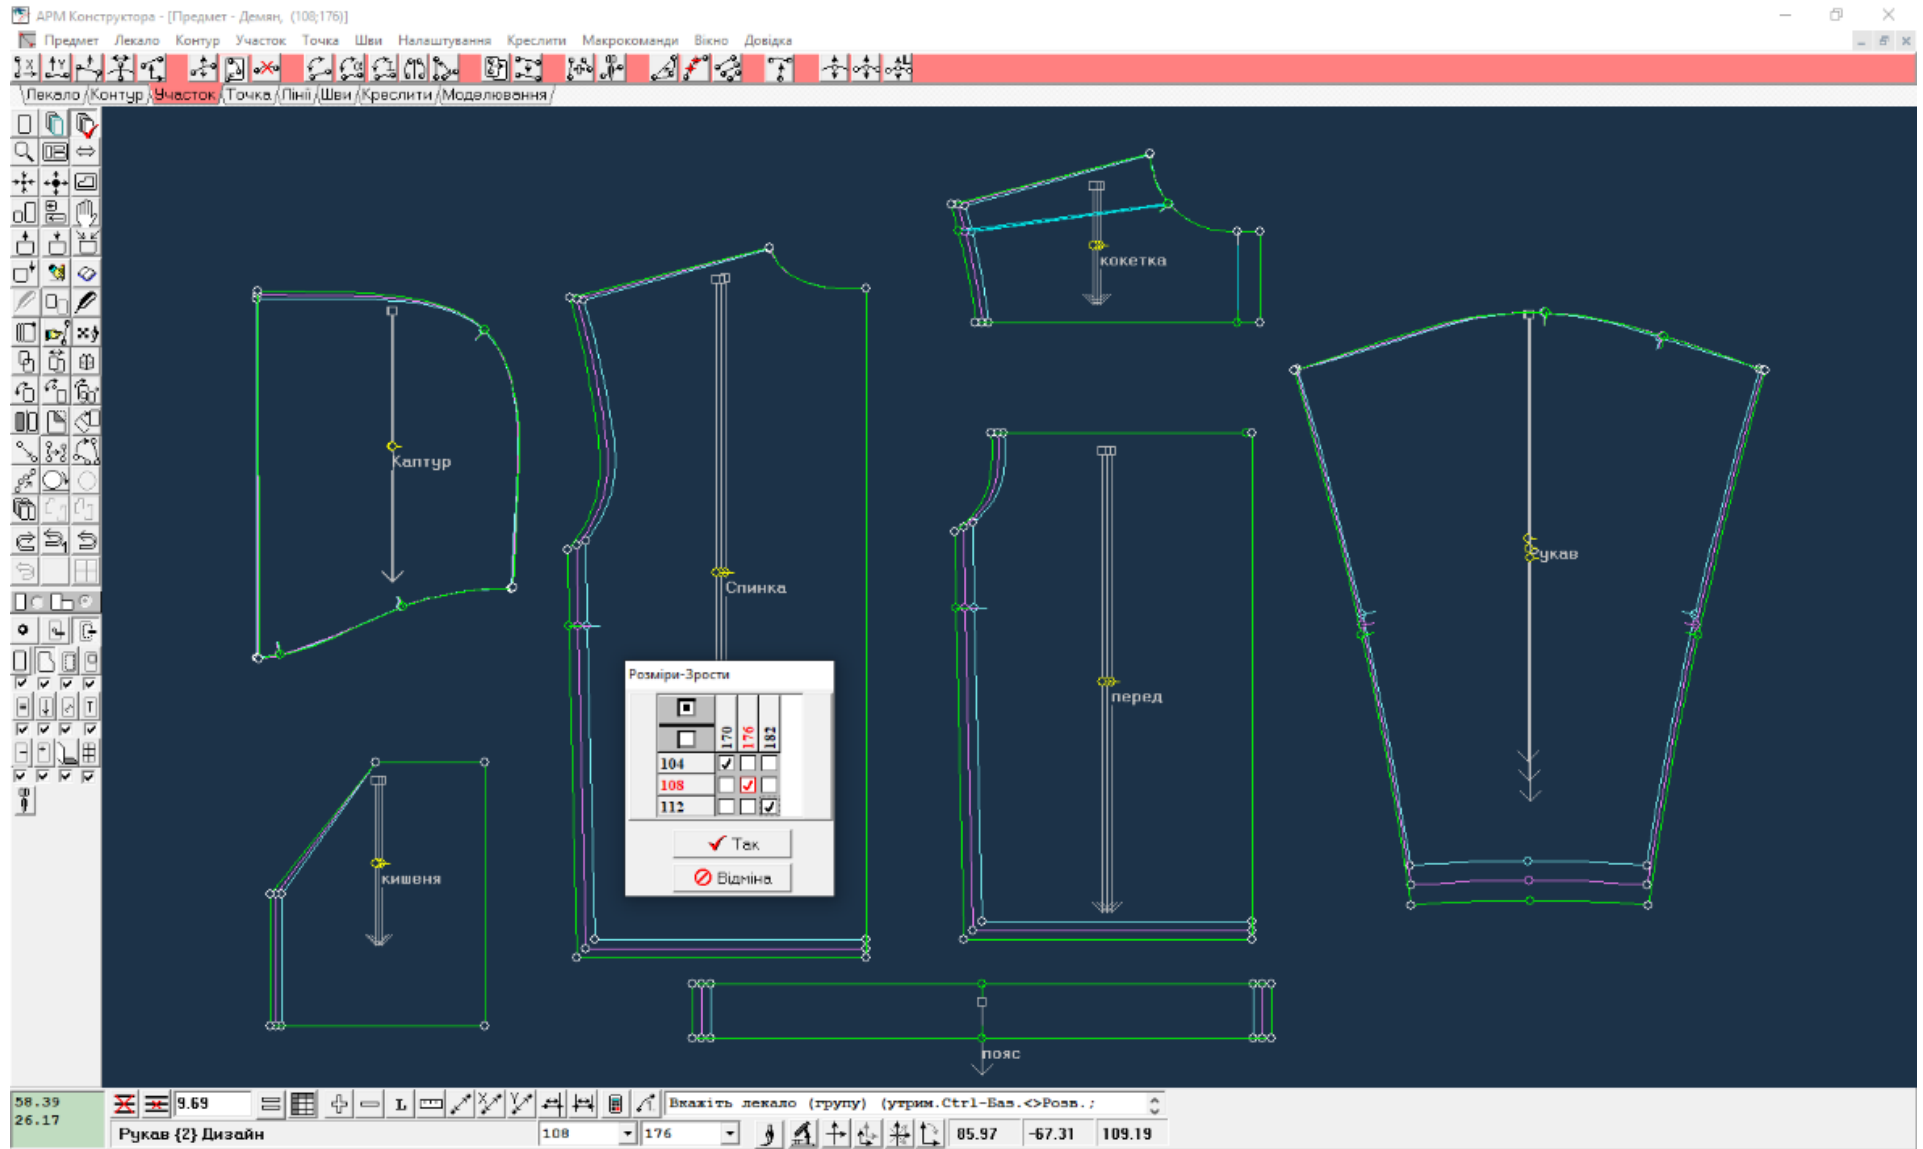 АРМ Конструктора - [Предмет - Демян, (108;176)]
Предмет Лекало Контур Участок Точка Шви Налаштування Креслити Макрокоманди Вікно Довідка
Лекало Контур Участок Точка Лінії Шви Креслити Моделювання
кокетка
Каптур
Рукав
Спинка
перед
Розміри-Зрости
170 176 182
104
108
112
Так
Відміна
кишеня
пояс
58.39
26.17
9.69
L
Вкажіть лекало (групу) (утрим.Ctrl-Баз.<>Розв.;
Рукав {2} Дизайн
108
176
85.97
-67.31
109.19